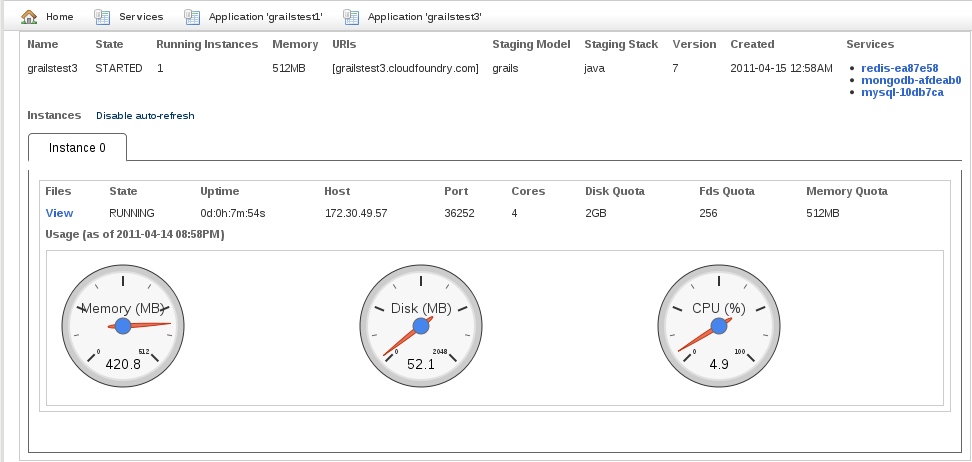 Home Services Application 'grailstest1' Application 'grailstest3'
Name State Running Instances Memory URIs Staging Model Staging Stack Version Created Services
grailstest3 STARTED 1 512MB [grailstest3.cloudfoundry.com] grails java 7 2011-04-15 12:58AM redis-ea87e58
mongodb-afdeab0
mysql-10db7ca
Instances Disable auto-refresh
Instance 0
Files State Uptime Host Port Cores Disk Quota Fds Quota Memory Quota
View RUNNING 0d:0h:7m:54s 172.30.49.57 36252 4 2GB 256 512MB
Usage (as of 2011-04-14 08:58PM)
Memory (MB) Disk (MB) CPU (%)
0 512 0 2048 0 100
420.8 52.1 4.9